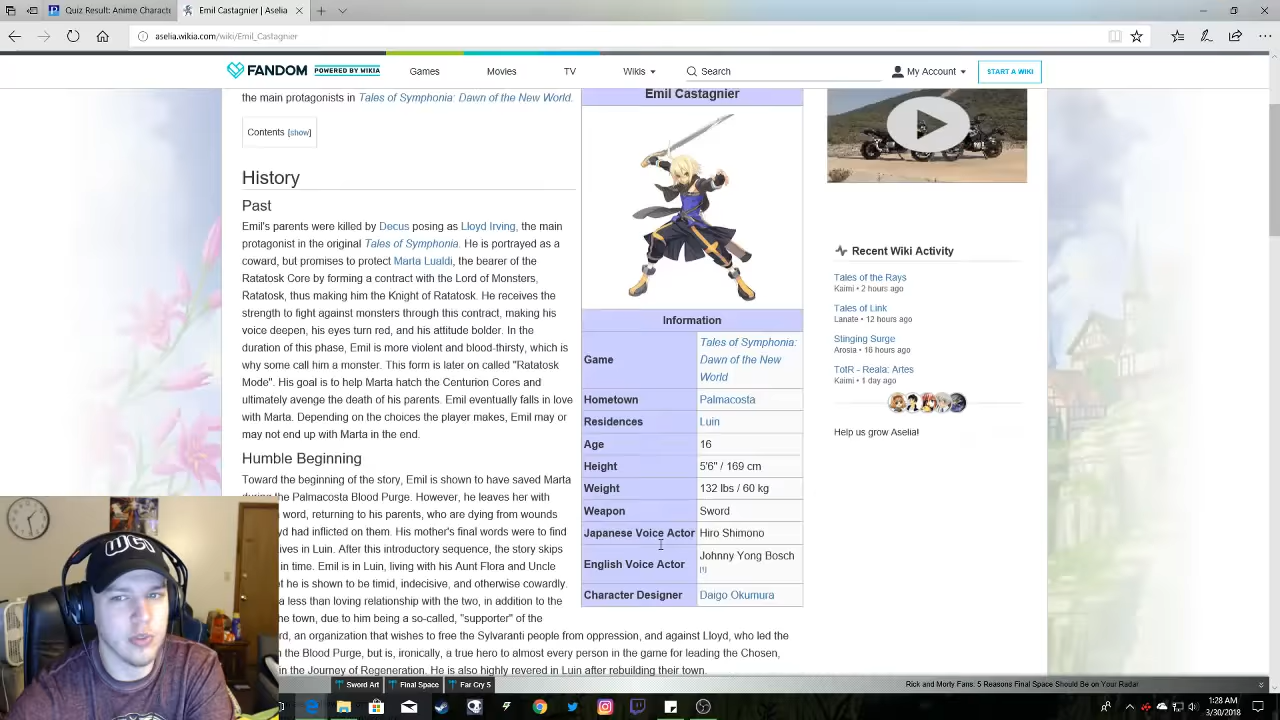 Dark Souls: Amazon.c
Quiz
Emil Castagnier
aselia.wikia.com/wiki/Emil_Castagnier
FANDOM POWERED BY WIKIA
Games
Movies
TV
Wikis
Search
My Account
START A WIKI
the main protagonists in Tales of Symphonia: Dawn of the New World.
Contents [show]
History
Past
Emil's parents were killed by Decus posing as Lloyd Irving, the main
protagonist in the original Tales of Symphonia. He is portrayed as a
coward, but promises to protect Marta Lualdi, the bearer of the
Ratatosk Core by forming a contract with the Lord of Monsters,
Ratatosk, thus making him the Knight of Ratatosk. He receives the
strength to fight against monsters through this contract, making his
voice deepen, his eyes turn red, and his attitude bolder. In the
duration of this phase, Emil is more violent and blood-thirsty, which is
why some call him a monster. This form is later on called "Ratatosk
Mode". His goal is to help Marta hatch the Centurion Cores and
ultimately avenge the death of his parents. Emil eventually falls in love
with Marta. Depending on the choices the player makes, Emil may or
may not end up with Marta in the end.
Humble Beginning
Toward the beginning of the story, Emil is shown to have saved Marta
during the Palmacosta Blood Purge. However, he leaves her with
word, returning to his parents, who are dying from wounds
had inflicted on them. His mother's final words were to find
in Luin. After this introductory sequence, the story skips
in time. Emil is in Luin, living with his Aunt Flora and Uncle
he is shown to be timid, indecisive, and otherwise cowardly.
a less than loving relationship with the two, in addition to the
town, due to him being a so-called, "supporter" of the
an organization that wishes to free the Sylvaranti people from oppression, and against Lloyd, who led the
the Blood Purge, but is, ironically, a true hero to almost every person in the game for leading the Chosen,
in the Journey of Regeneration. He is also highly revered in Luin after rebuilding their town.
Emil Castagnier
Information
Game
Tales of Symphonia:
Dawn of the New
World
Hometown Palmacosta
Residences Luin
Age 16
Height 5'6" / 169 cm
Weight 132 lbs / 60 kg
Weapon Sword
Japanese Voice Actor Hiro Shimono
English Voice Actor Johnny Yong Bosch
[1]
Character Designer Daigo Okumura
Recent Wiki Activity
Tales of the Rays
Kaimi • 2 hours ago
Tales of Link
Lanate • 12 hours ago
Stinging Surge
Arosia • 16 hours ago
TotR - Reala: Artes
Kaimi • 1 day ago
Help us grow Aselia!
WCT
Sword Art
Final Space
Far Cry 5
Rick and Morty Fans: 5 Reasons Final Space Should be on Your Radar
1:28 AM
3/30/2018